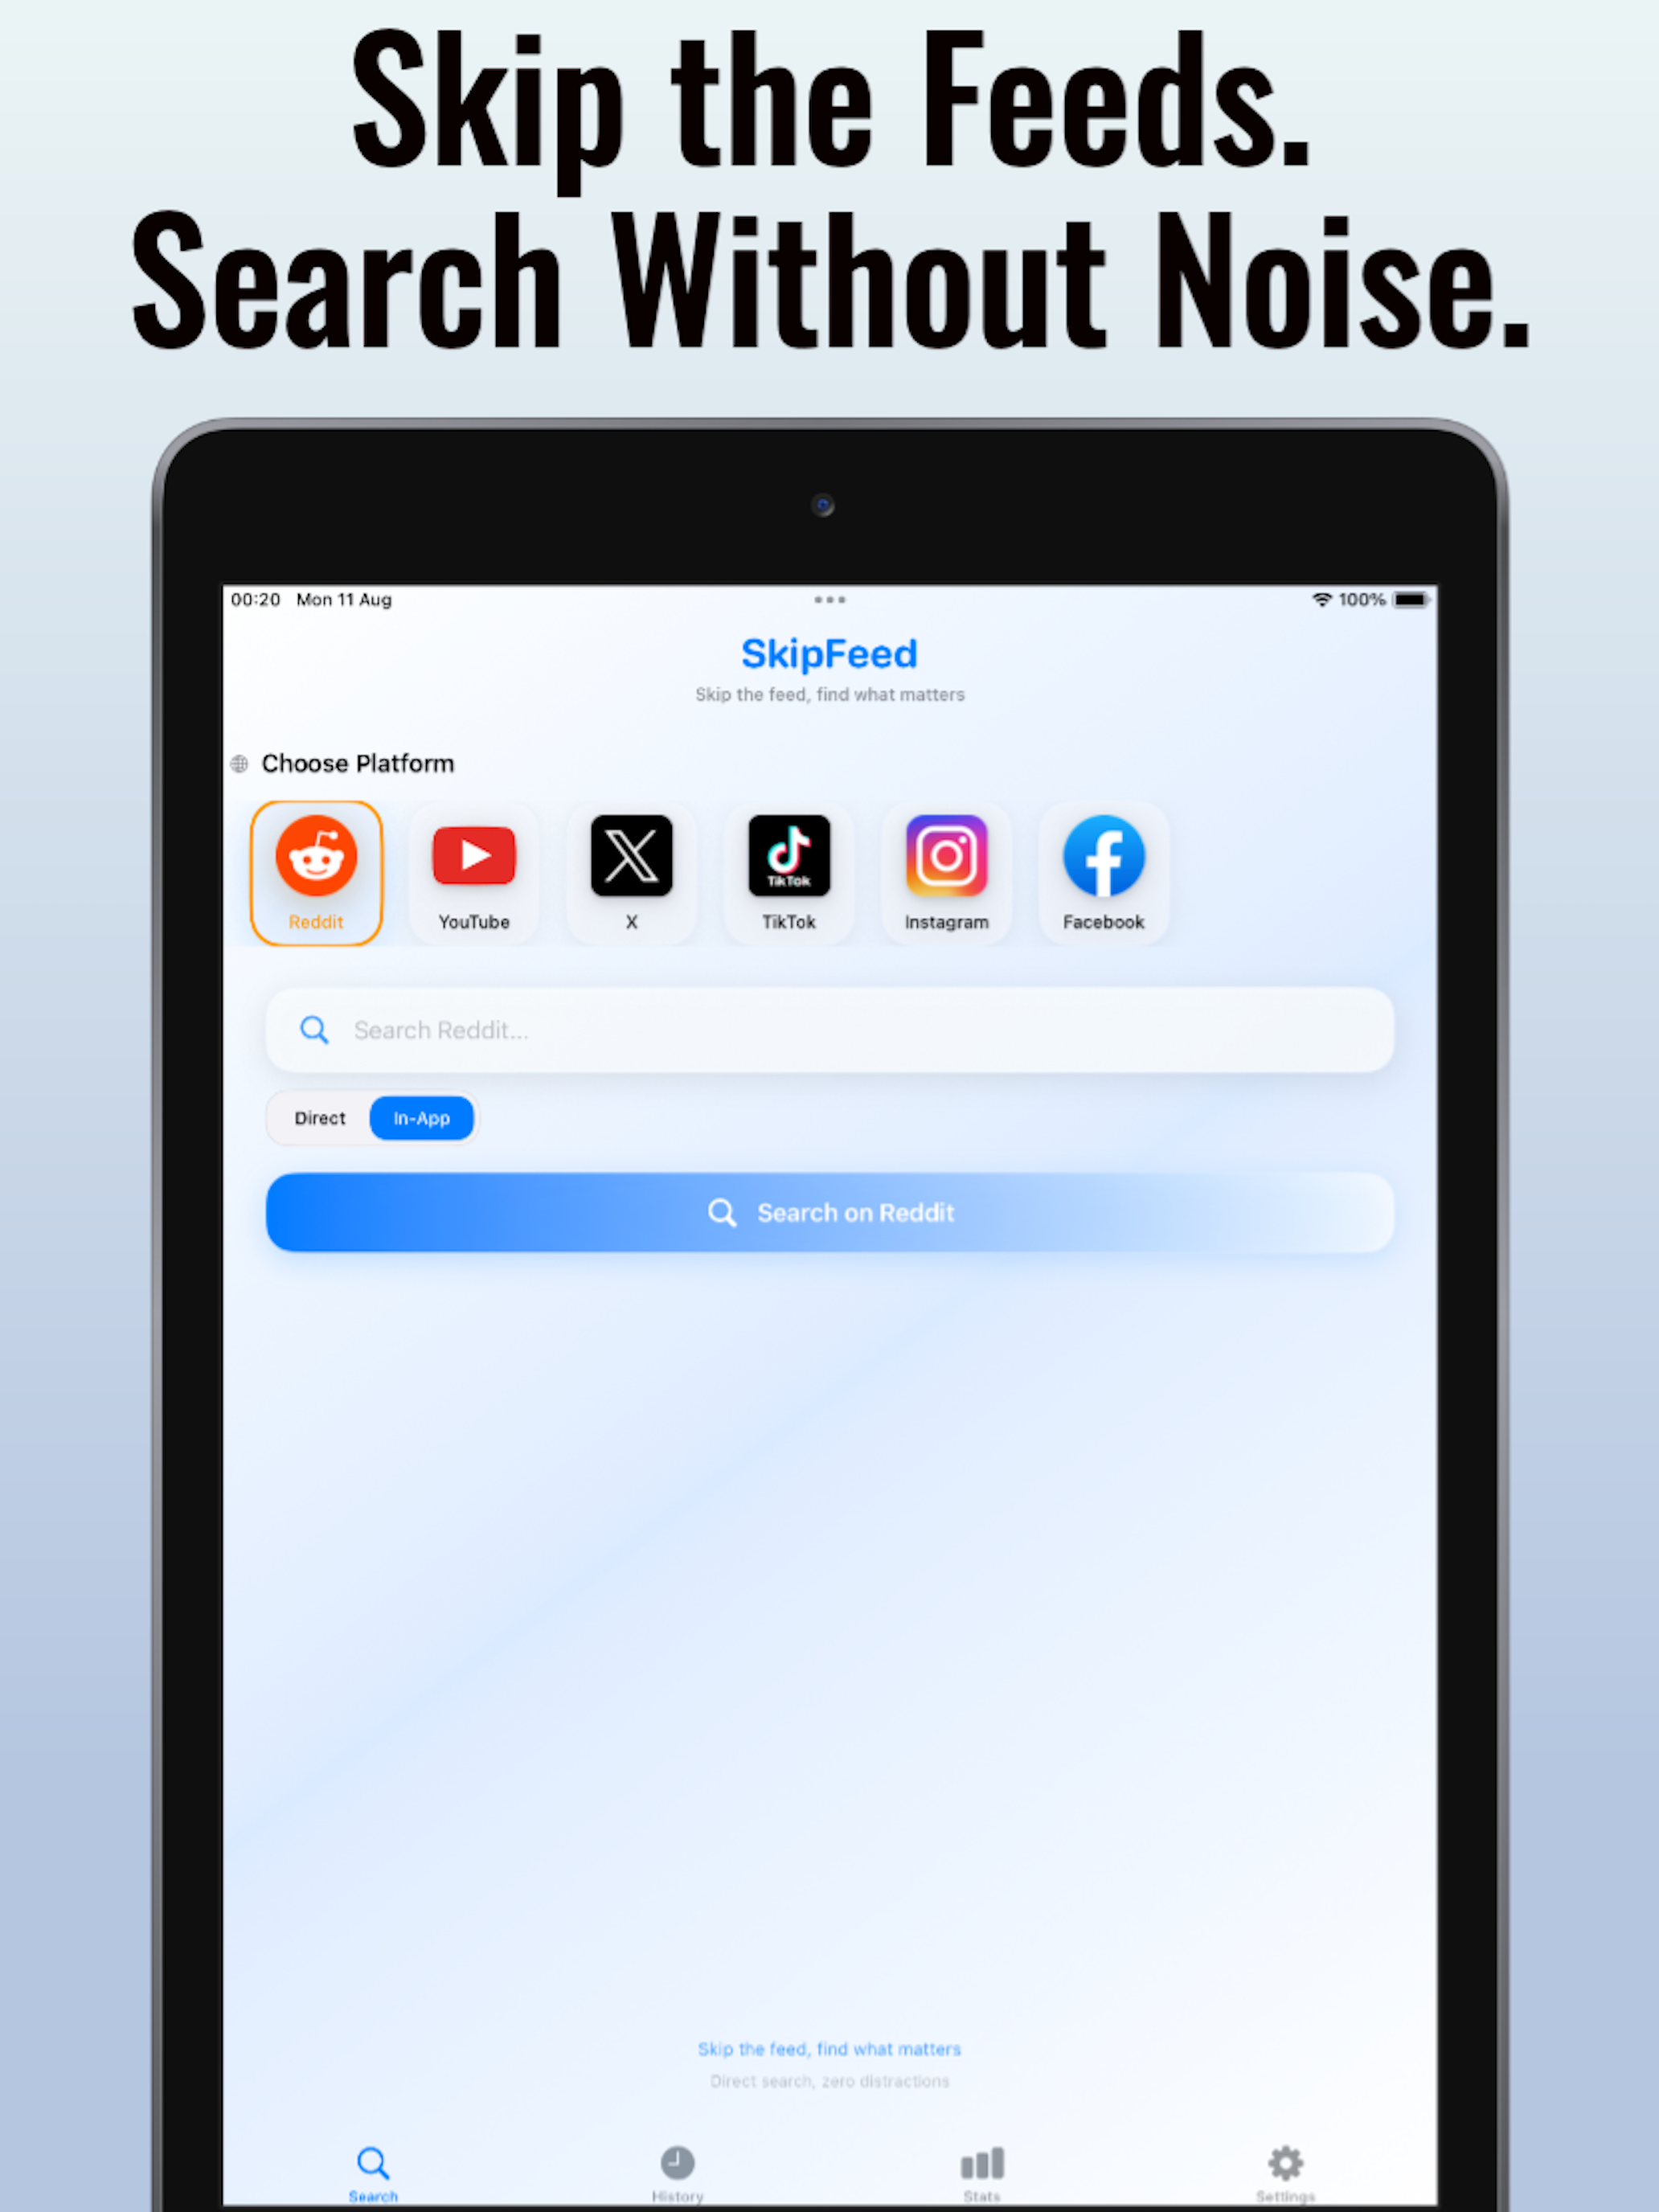 Skip the Feeds.
Search Without Noise.
00:20 Mon 11 Aug
100%
SkipFeed
Skip the feed, find what matters
Choose Platform
TikTok
Reddit
YouTube
X
TikTok
Instagram
Facebook
Search Reddit...
Direct
In-App
Search on Reddit
Skip the feed, find what matters
Direct search, zero distractions
Search
History
Stats
Settings